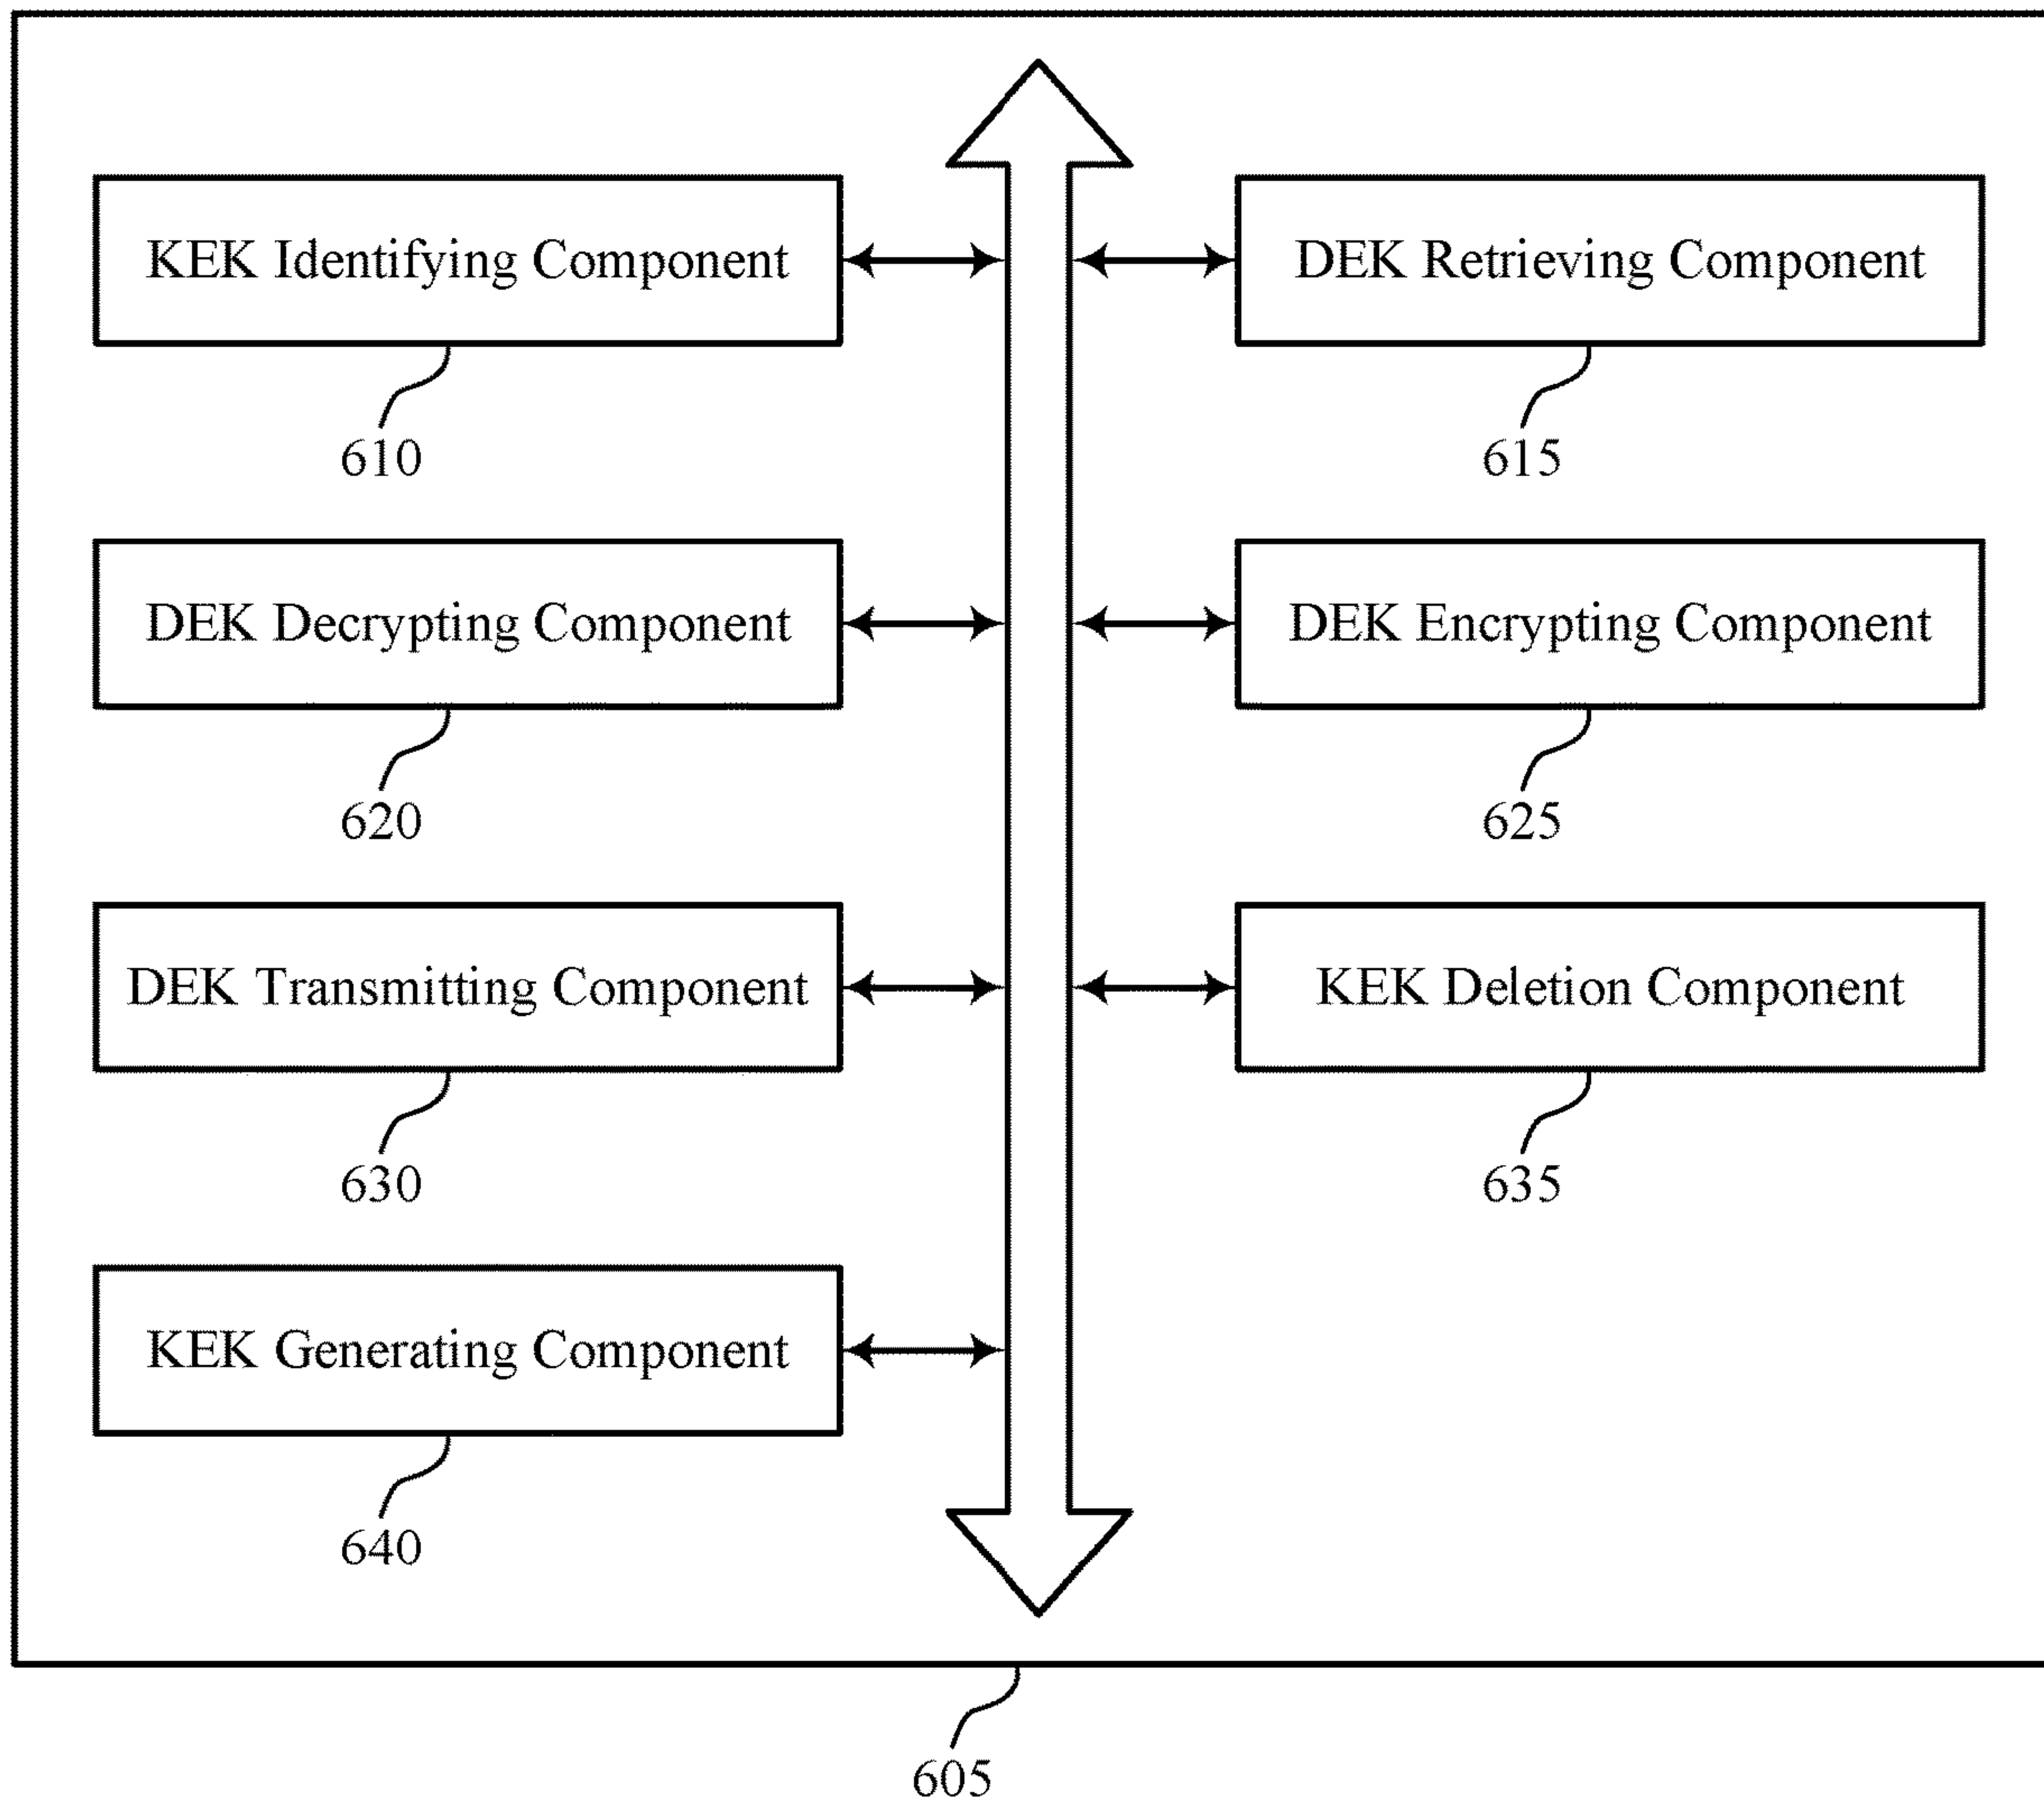 KEK Identifying Component
DEK Retrieving Component
610
615
DEK Decrypting Component
DEK Encrypting Component
620
625
DEK Transmitting Component
KEK Deletion Component
630
635
KEK Generating Component
640
605